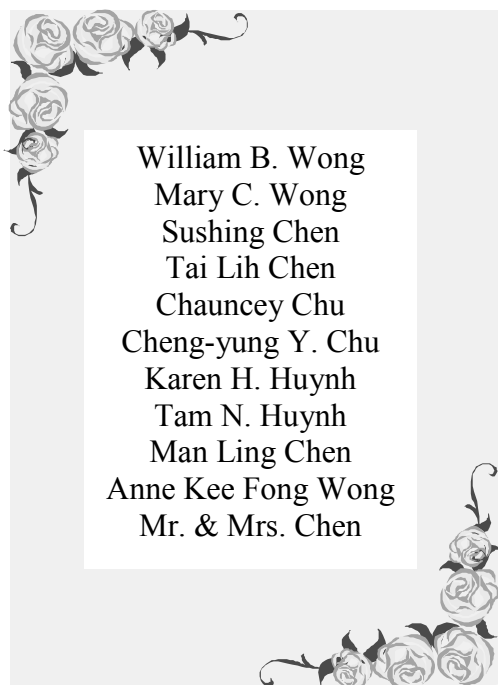 William B. Wong
Mary C. Wong
Sushing Chen
Tai Lih Chen
Chauncey Chu
Cheng-yung Y. Chu
Karen H. Huynh
Tam N. Huynh
Man Ling Chen
Anne Kee Fong Wong
Mr. & Mrs. Chen